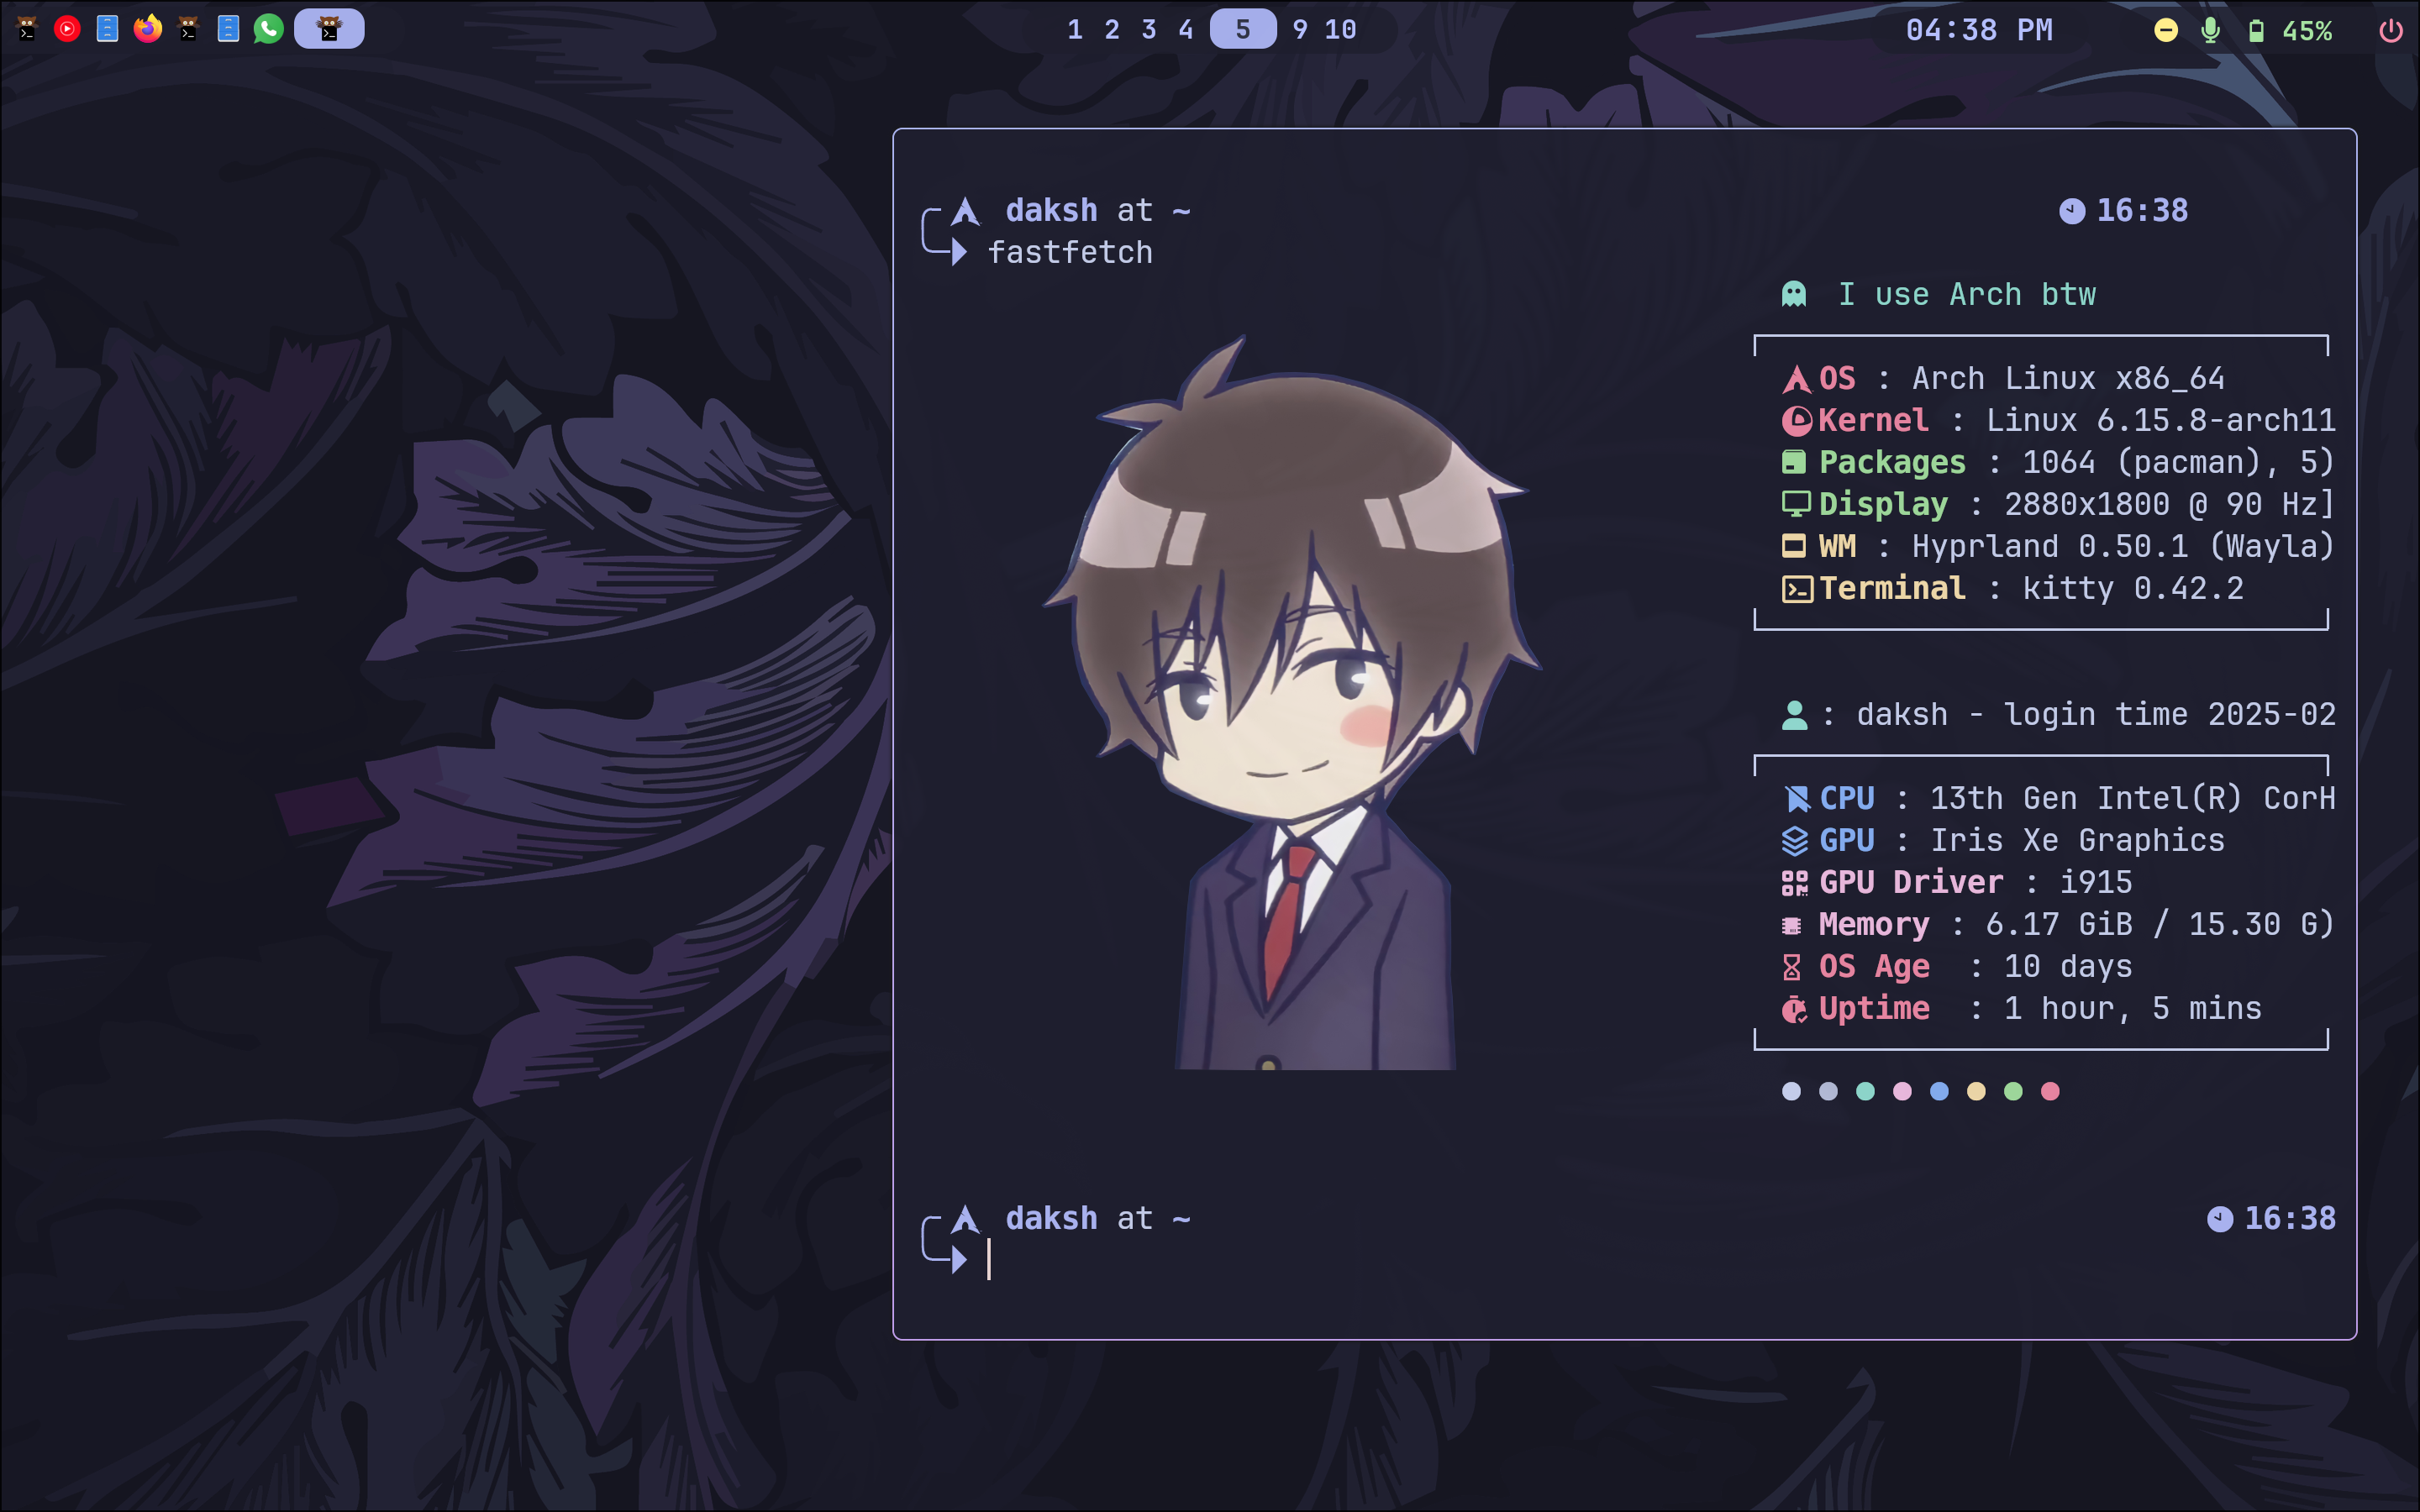 1 2 3 4 5 9 10
04:38 PM
45%
daksh at ~
16:38
fastfetch
I use Arch btw
OS : Arch Linux x86_64
Kernel : Linux 6.15.8-arch11
Packages : 1064 (pacman), 5)
Display : 2880x1800 @ 90 Hz]
WM : Hyprland 0.50.1 (Wayla)
Terminal : kitty 0.42.2
: daksh - login time 2025-02
CPU : 13th Gen Intel(R) CorH
GPU : Iris Xe Graphics
GPU Driver : i915
Memory : 6.17 GiB / 15.30 G)
OS Age : 10 days
Uptime : 1 hour, 5 mins
daksh at ~
16:38